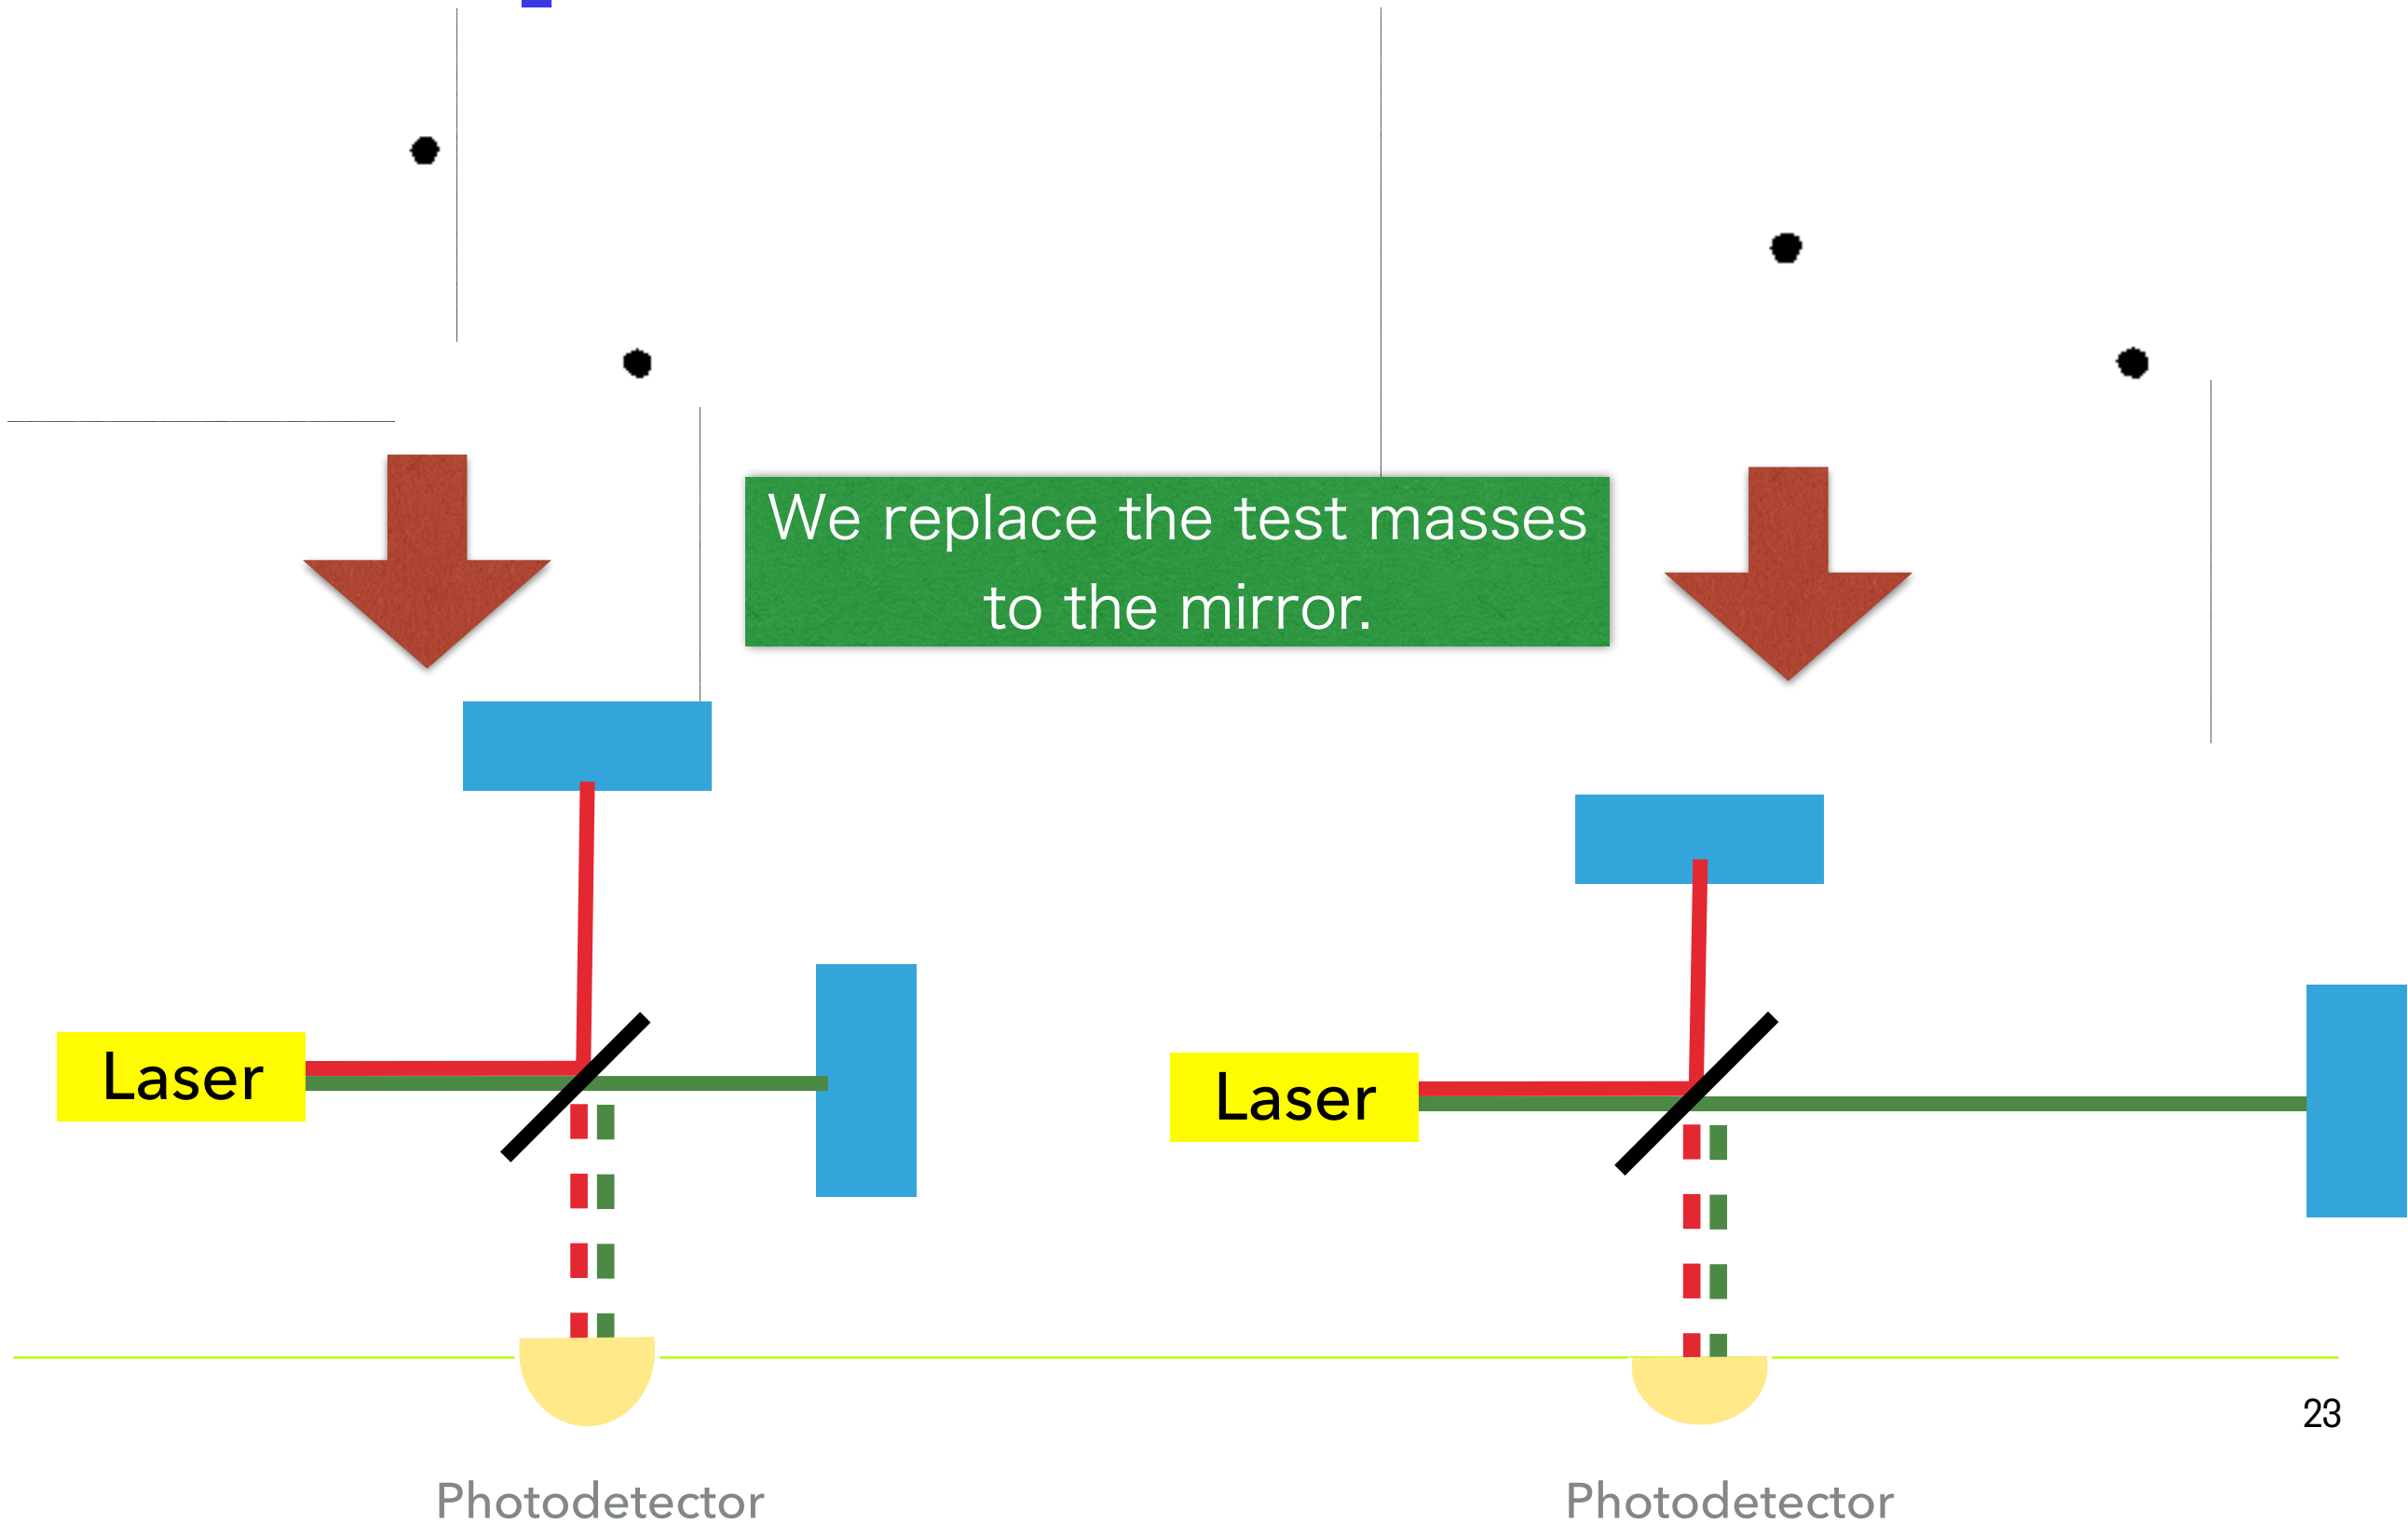 We replace the test masses
to the mirror.
Laser
Laser
23
Photodetector
Photodetector